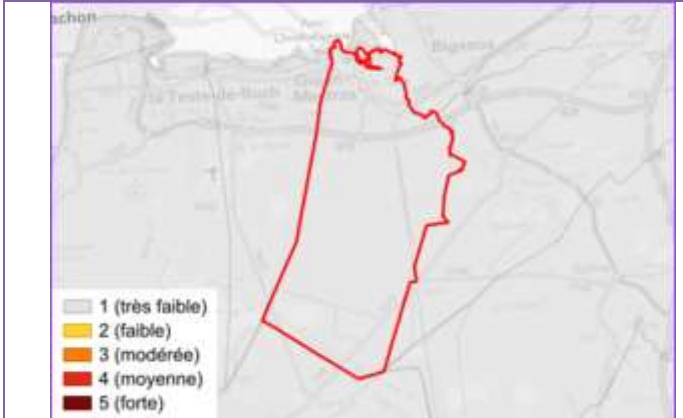 achon
Biganos
la Teste-de-Buch
Gujan-
Mestras
1 (très faible)
2 (faible)
3 (modérée)
4 (moyenne)
5 (forte)